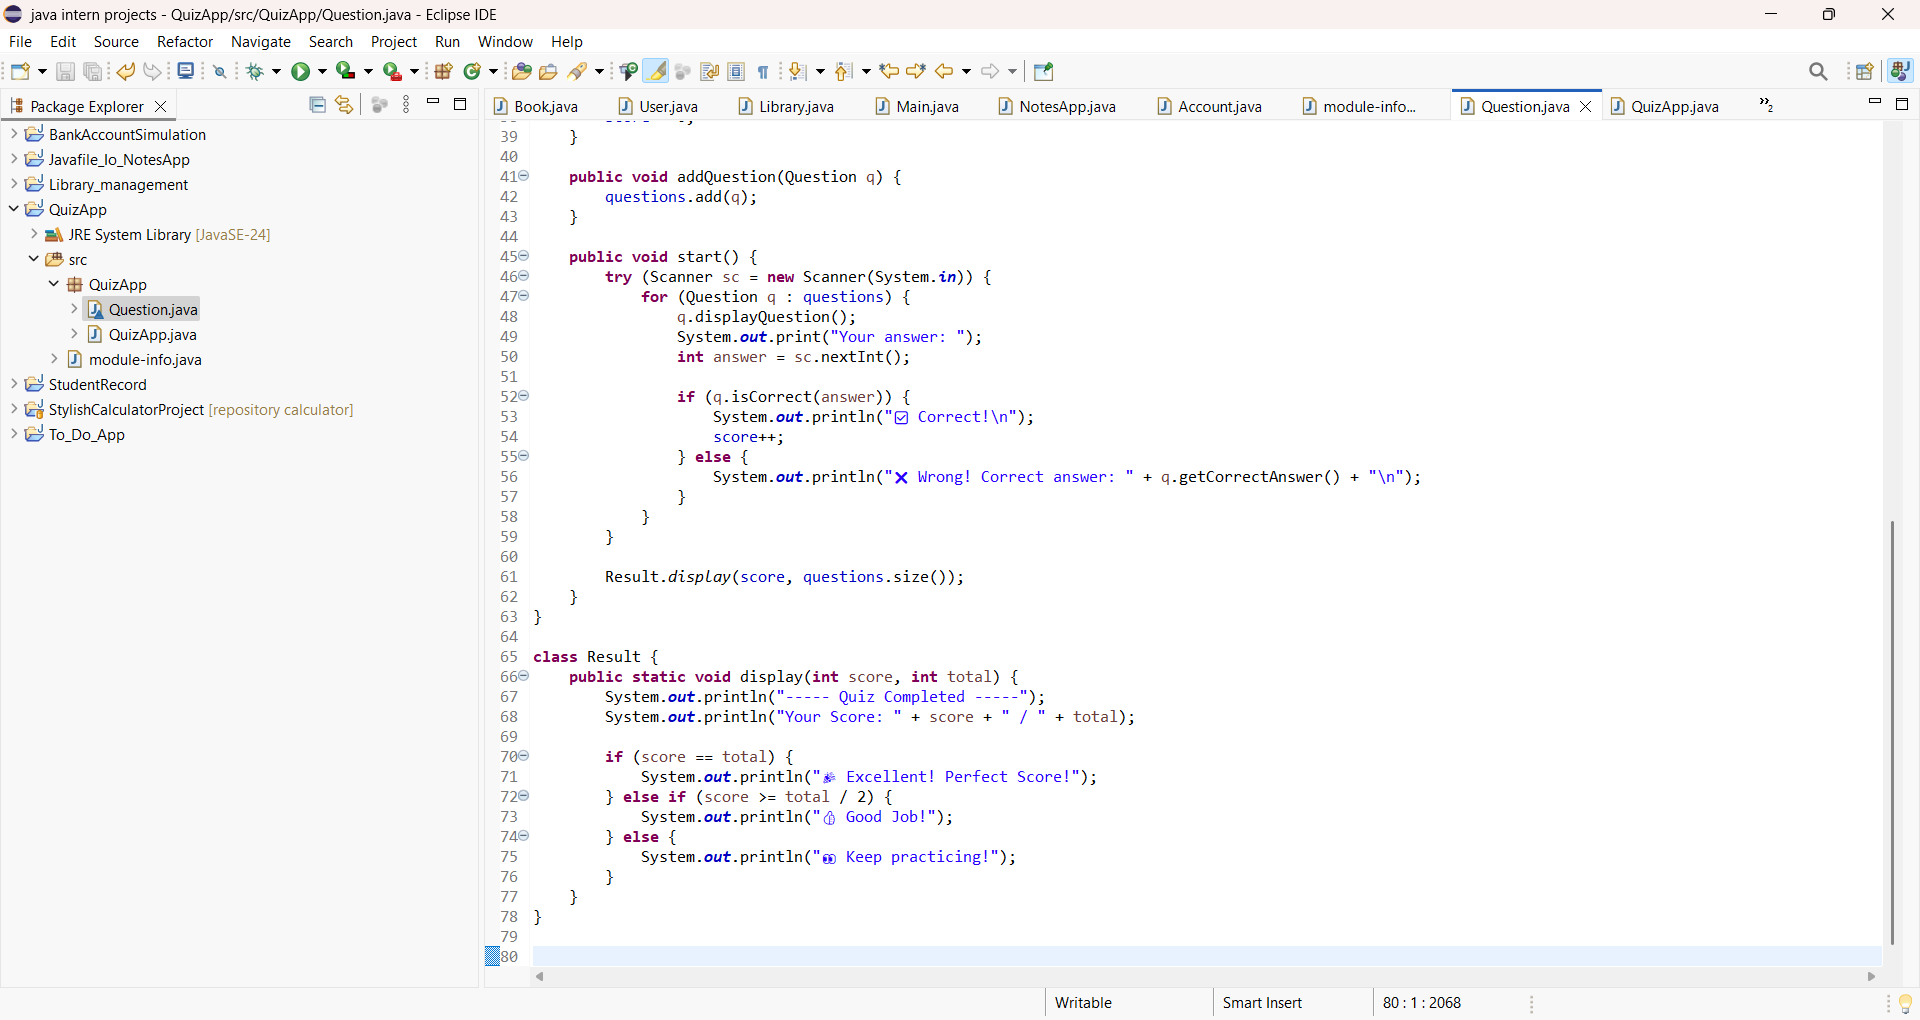 java intern projects - QuizApp/src/QuizApp/Question.java - Eclipse IDE
File Edit Source Refactor Navigate Search Project Run Window Help
Package Explorer
BankAccountSimulation
Javafile_Io_NotesApp
Library_management
QuizApp
JRE System Library [JavaSE-24]
src
QuizApp
Question.java
QuizApp.java
module-info.java
StudentRecord
StylishCalculatorProject [repository calculator]
To_Do_App
Book.java User.java Library.java Main.java NotesApp.java Account.java module-info... Question.java QuizApp.java »2
39 }
40
41 public void addQuestion(Question q) {
42 questions.add(q);
43 }
44
45 public void start() {
46 try (Scanner sc = new Scanner(System.in)) {
47 for (Question q : questions) {
48 q.displayQuestion();
49 System.out.print("Your answer: ");
50 int answer = sc.nextInt();
51
52 if (q.isCorrect(answer)) {
53 System.out.println("☑ Correct!\n");
54 score++;
55 } else {
56 System.out.println("❌ Wrong! Correct answer: " + q.getCorrectAnswer() + "\n");
57 }
58 }
59 }
60
61 Result.display(score, questions.size());
62 }
63 }
64
65 class Result {
66 public static void display(int score, int total) {
67 System.out.println("----- Quiz Completed -----");
68 System.out.println("Your Score: " + score + " / " + total);
69
70 if (score == total) {
71 System.out.println("🎉 Excellent! Perfect Score!");
72 } else if (score >= total / 2) {
73 System.out.println("👍 Good Job!");
74 } else {
75 System.out.println("👀 Keep practicing!");
76 }
77 }
78 }
79
80
Writable Smart Insert 80 : 1 : 2068